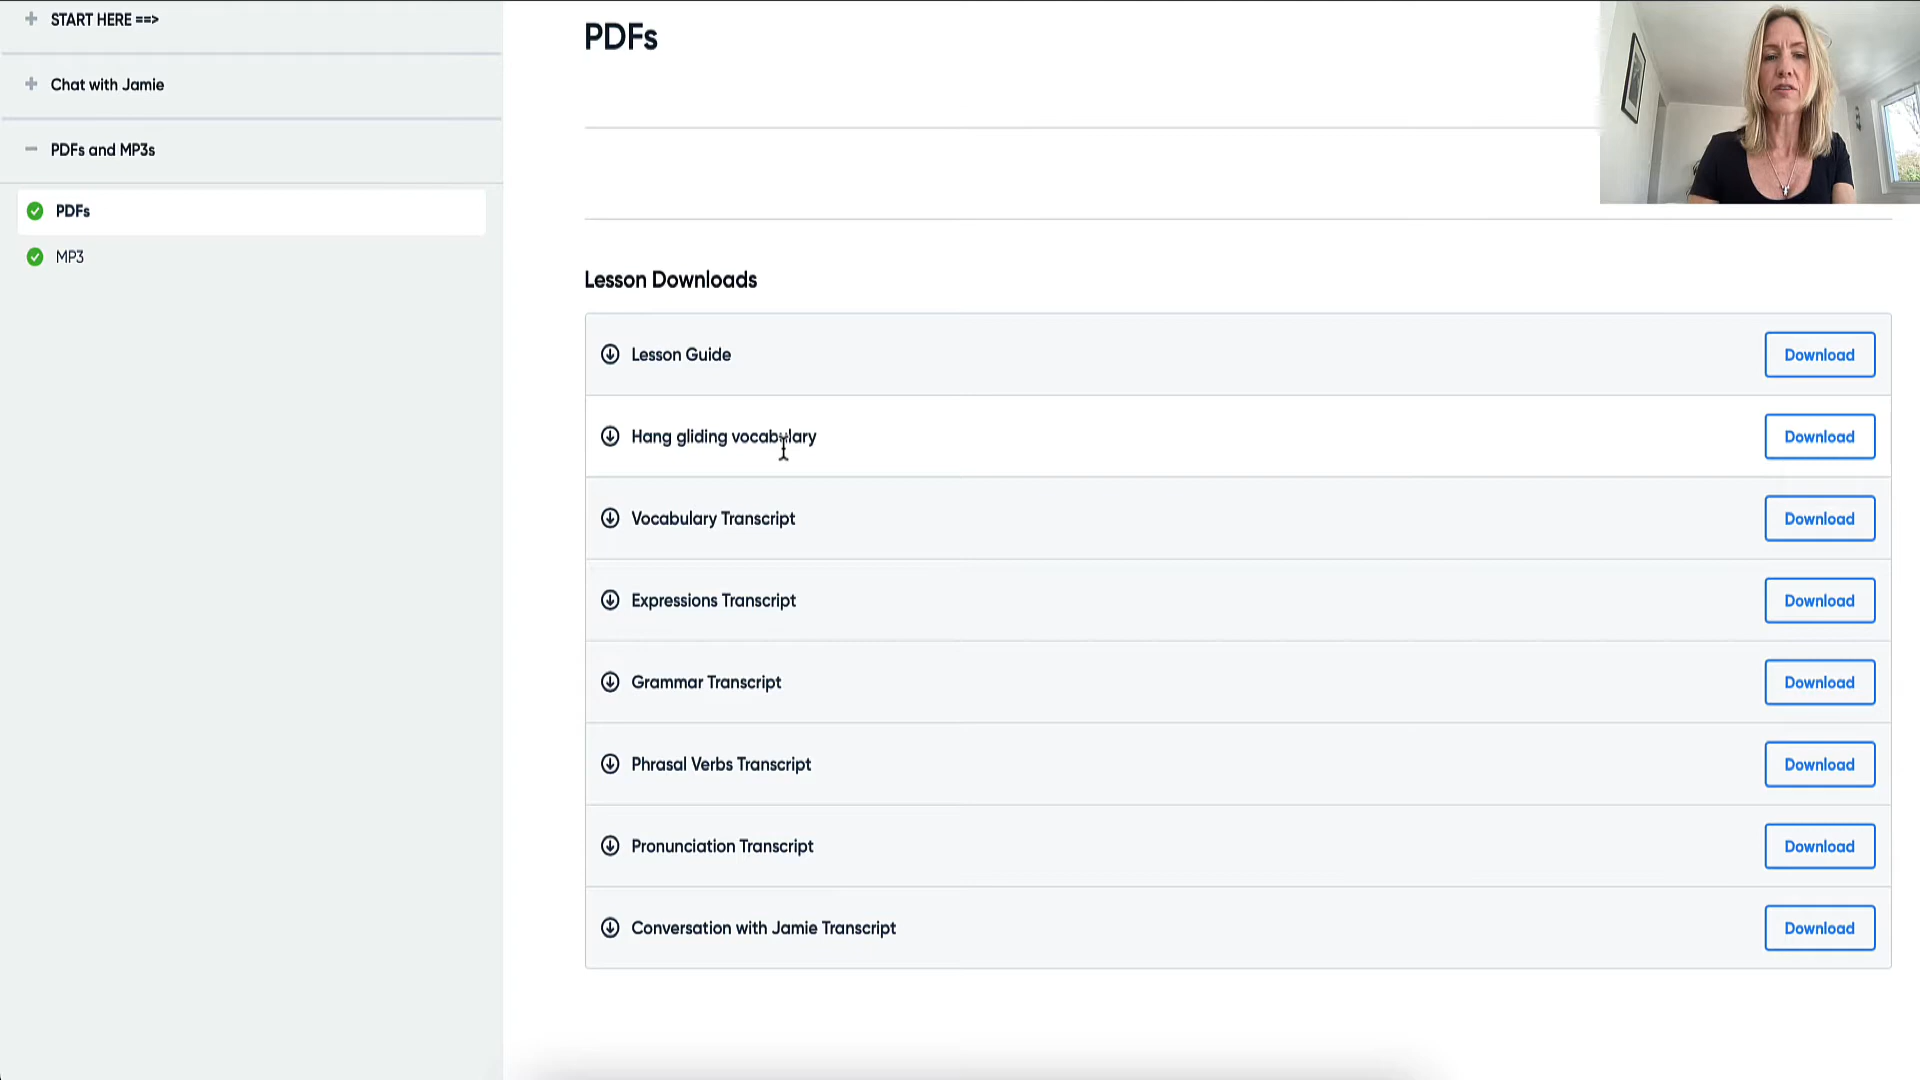 START HERE ==>
Chat with Jamie
PDFs and MP3s
PDFs
MP3
PDFs
Lesson Downloads
Lesson Guide Download
Hang gliding vocabulary Download
Vocabulary Transcript Download
Expressions Transcript Download
Grammar Transcript Download
Phrasal Verbs Transcript Download
Pronunciation Transcript Download
Conversation with Jamie Transcript Download